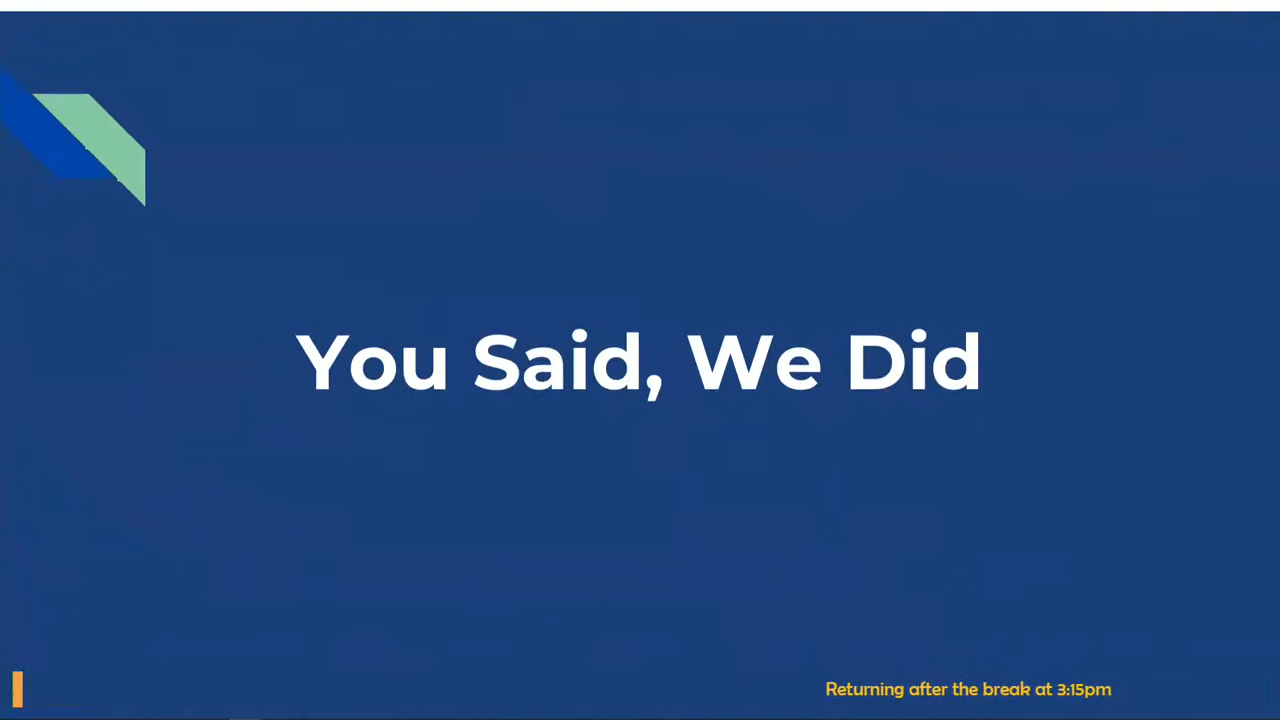 You Said, We Did
Returning after the break at 3:15pm